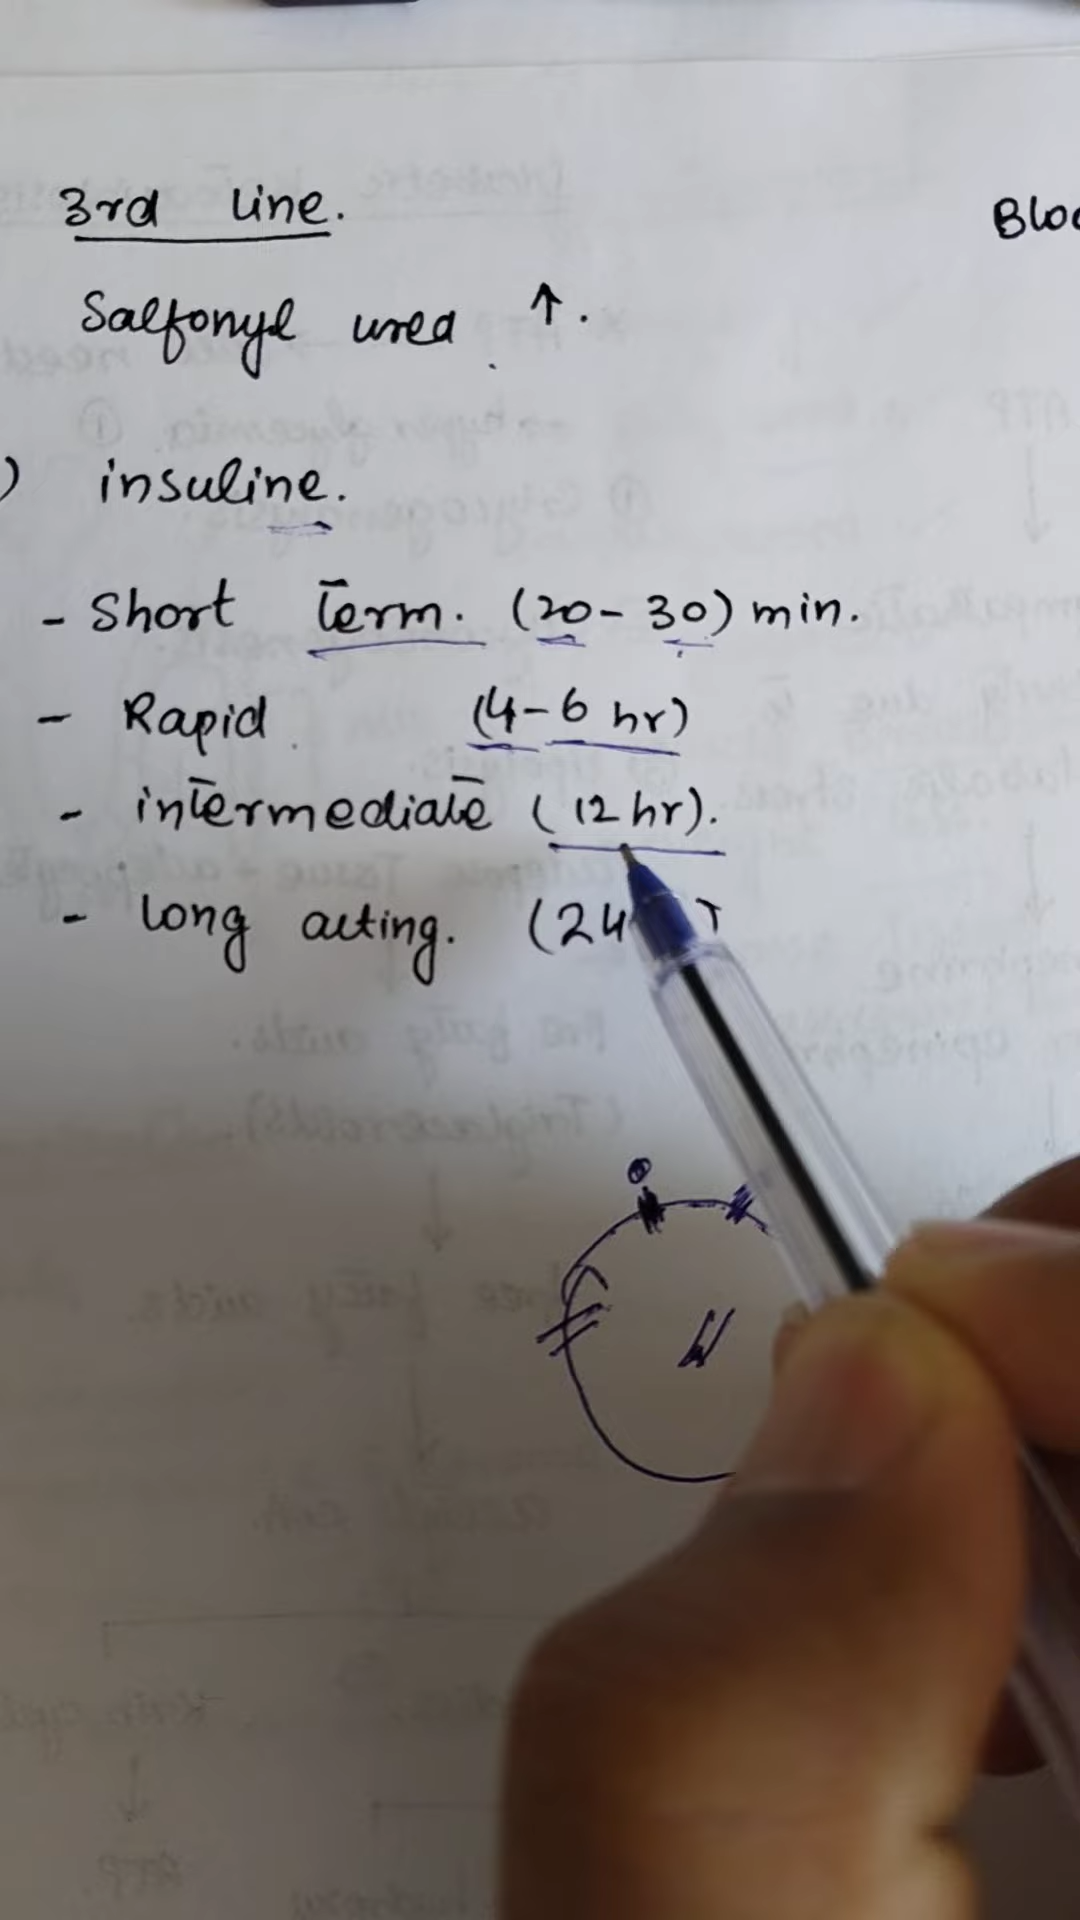 3rd line.
Bloo
Salfonyl urea ↑.
) insuline.
- Short Term. (20-30) min.
- Rapid (4-6 hr)
- intermediate (12 hr).
- long acting. (24